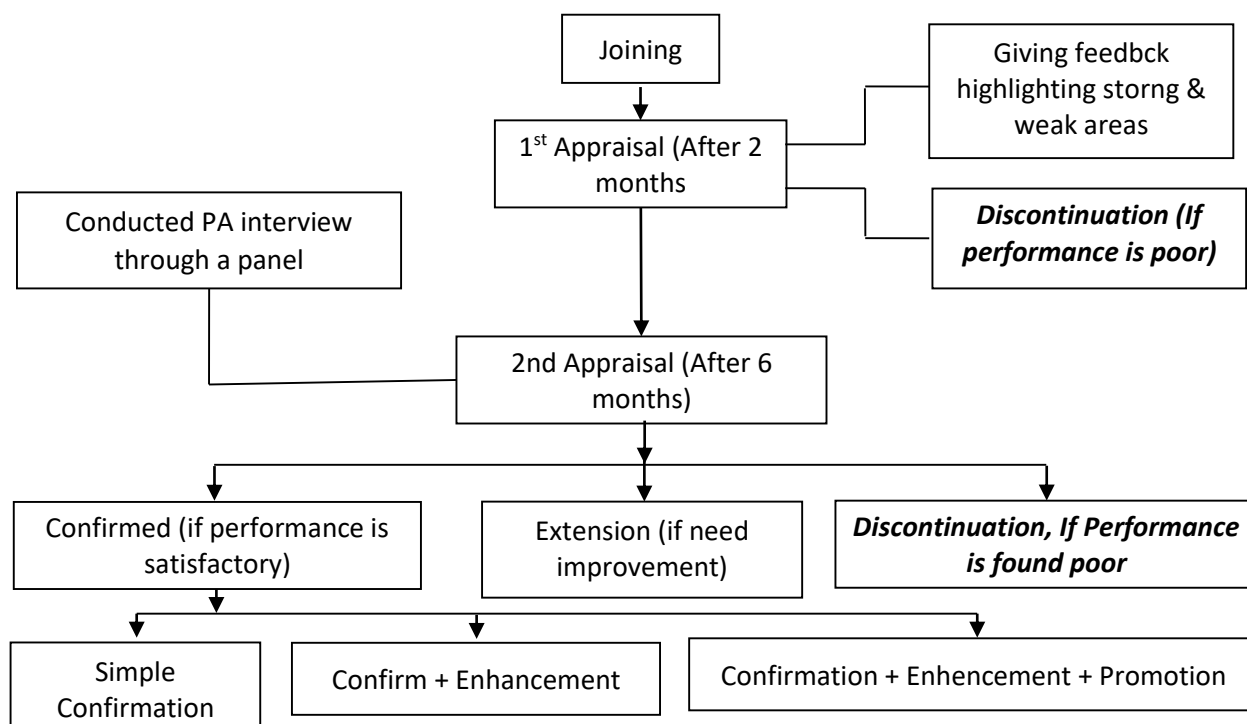 Joining
Giving feedbck
highlighting storng &
weak areas
1st Appraisal (After 2
months
Discontinuation (If
performance is poor)
Conducted PA interview
through a panel
2nd Appraisal (After 6
months)
Confirmed (if performance is
satisfactory)
Extension (if need
improvement)
Discontinuation, If Performance
is found poor
Simple
Confirmation
Confirm + Enhancement
Confirmation + Enhencement + Promotion